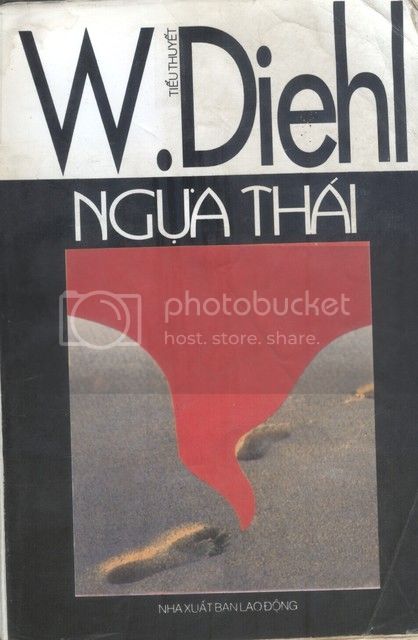 W.Diehl
TIỂU THUYẾT
NGỰA THÁI
photobucket
host. store. share.
NHA XUẤT BAN LAO ĐỘNG